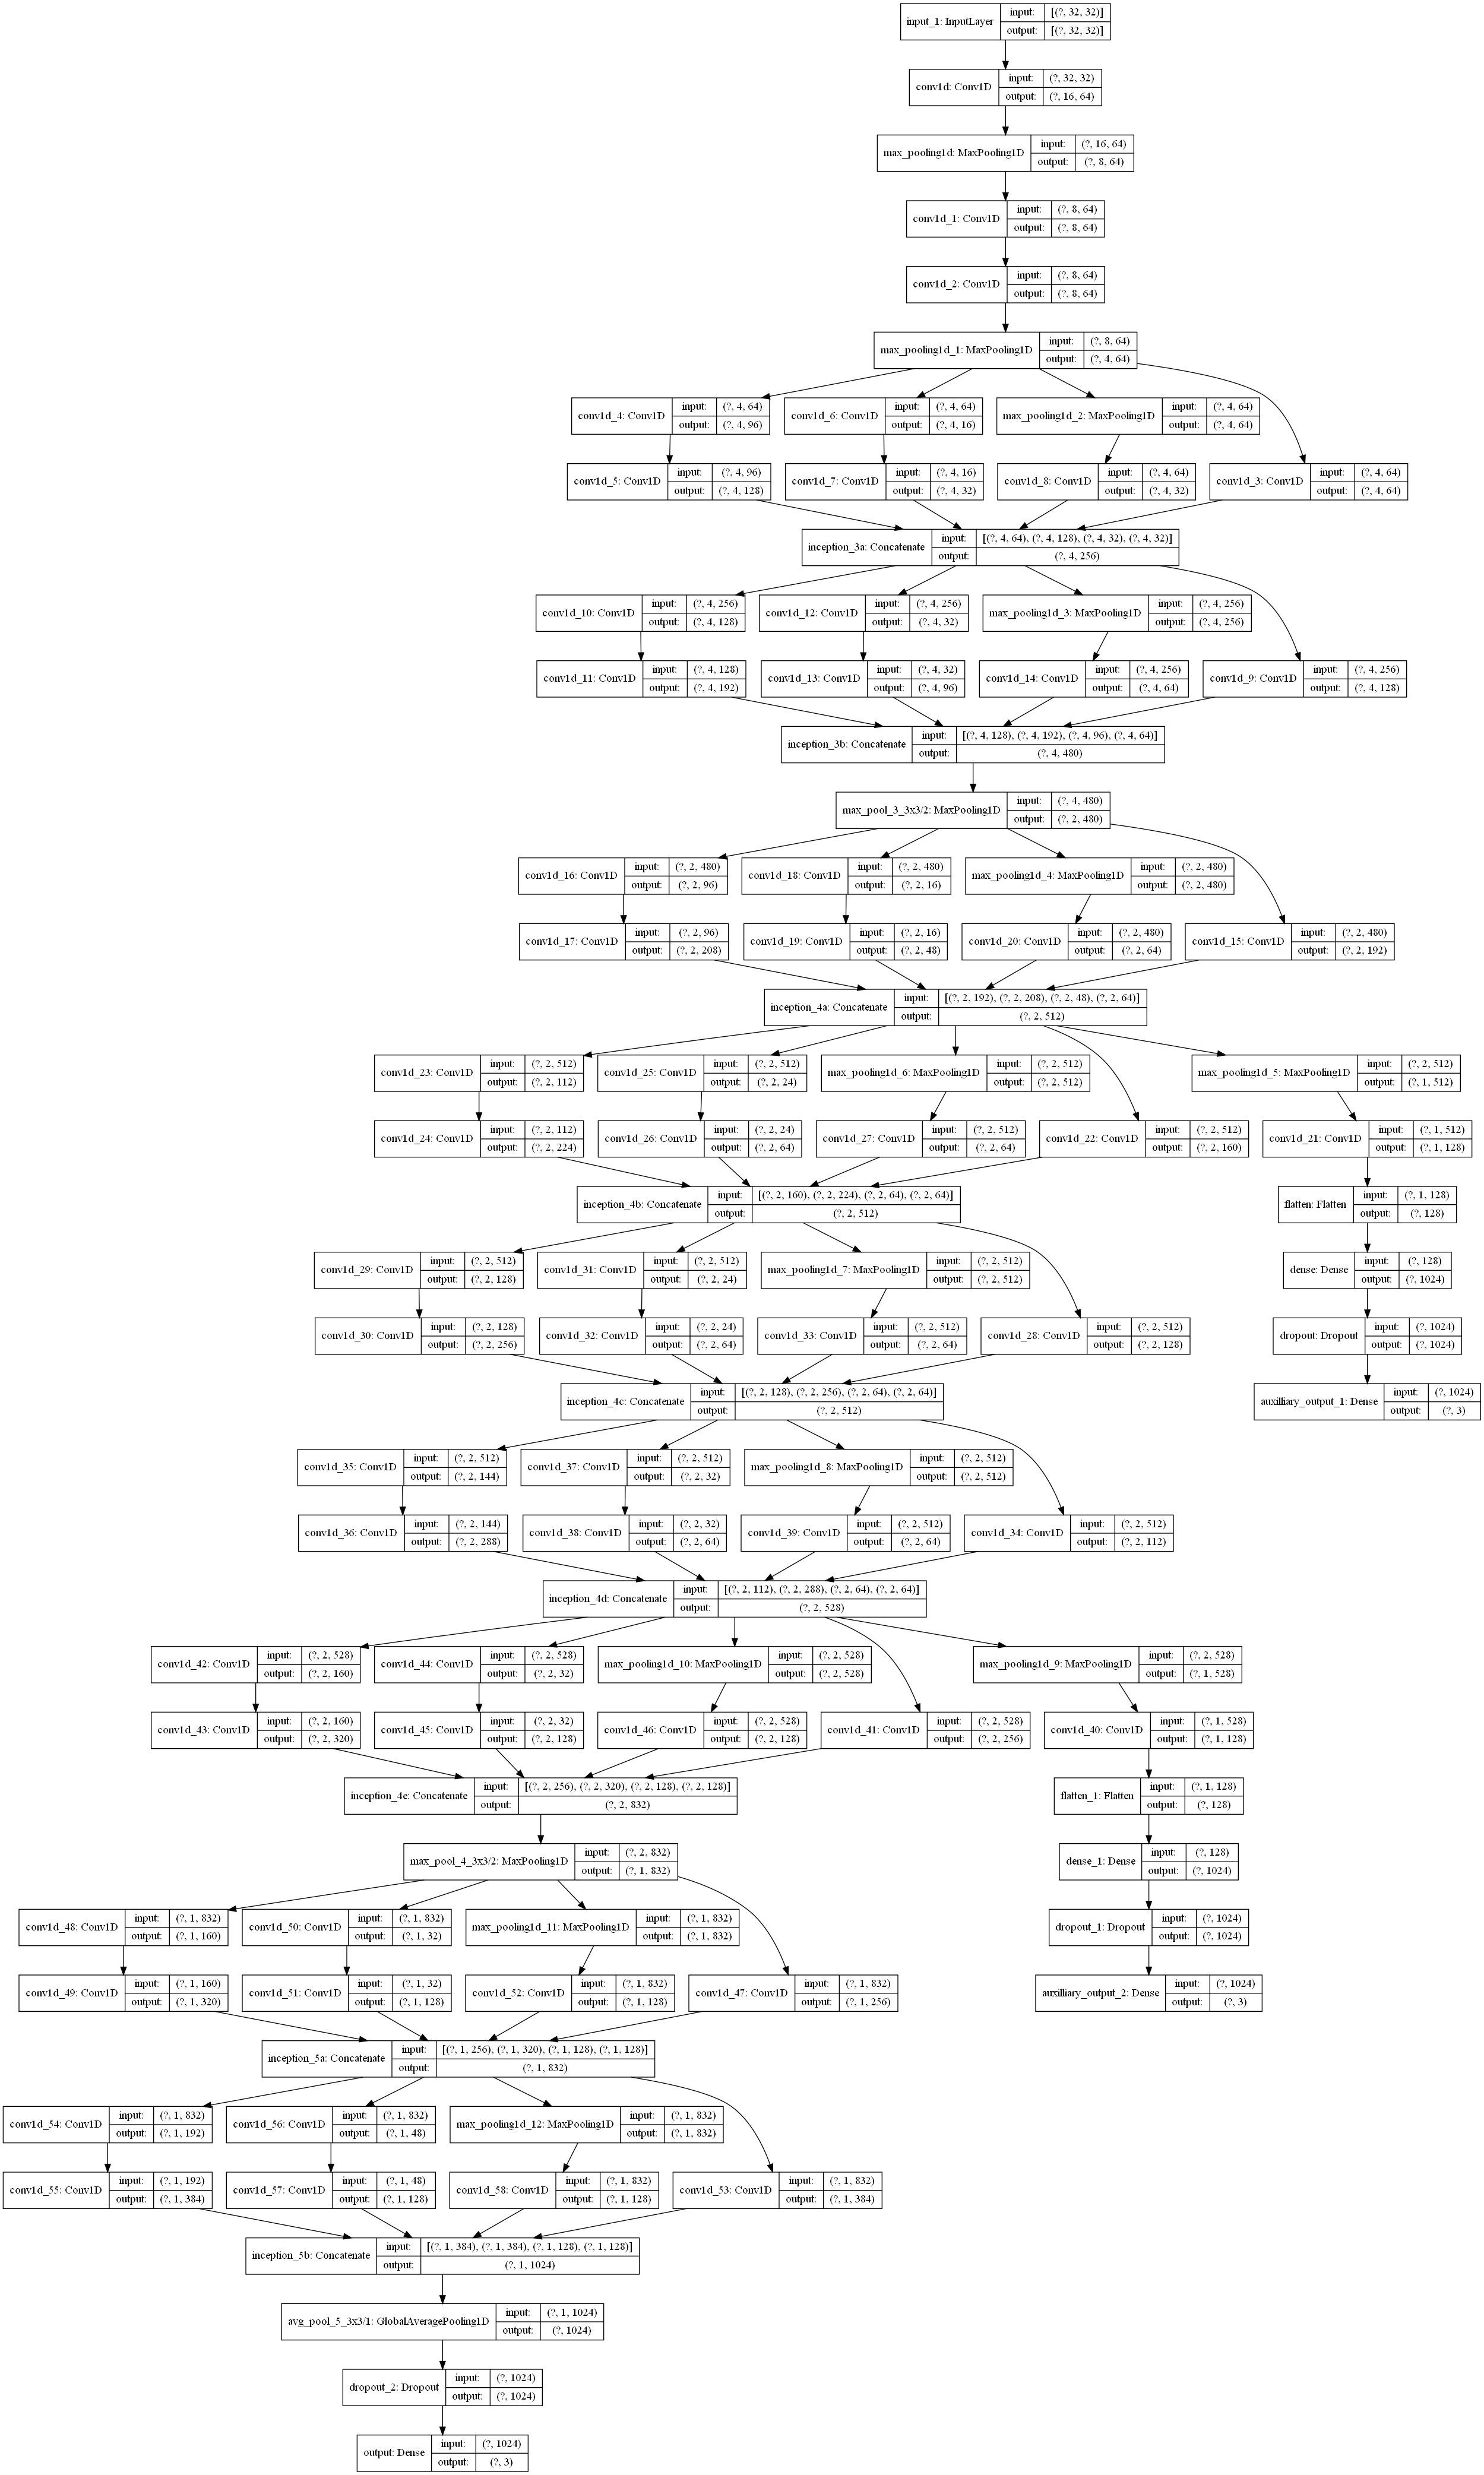 input_1: InputLayer input: [(?, 32, 32)]
output: [(?, 32, 32)]
conv1d: Conv1D input: (?, 32, 32)
output: (?, 16, 64)
max_pooling1d: MaxPooling1D input: (?, 16, 64)
output: (?, 8, 64)
conv1d_1: Conv1D input: (?, 8, 64)
output: (?, 8, 64)
conv1d_2: Conv1D input: (?, 8, 64)
output: (?, 8, 64)
max_pooling1d_1: MaxPooling1D input: (?, 8, 64)
output: (?, 4, 64)
conv1d_4: Conv1D input: (?, 4, 64)
output: (?, 4, 96)
conv1d_6: Conv1D input: (?, 4, 64)
output: (?, 4, 16)
max_pooling1d_2: MaxPooling1D input: (?, 4, 64)
output: (?, 4, 64)
conv1d_5: Conv1D input: (?, 4, 96)
output: (?, 4, 128)
conv1d_7: Conv1D input: (?, 4, 16)
output: (?, 4, 32)
conv1d_8: Conv1D input: (?, 4, 64)
output: (?, 4, 32)
conv1d_3: Conv1D input: (?, 4, 64)
output: (?, 4, 64)
inception_3a: Concatenate input: [(?, 4, 64), (?, 4, 128), (?, 4, 32), (?, 4, 32)]
output: (?, 4, 256)
conv1d_10: Conv1D input: (?, 4, 256)
output: (?, 4, 128)
conv1d_12: Conv1D input: (?, 4, 256)
output: (?, 4, 32)
max_pooling1d_3: MaxPooling1D input: (?, 4, 256)
output: (?, 4, 256)
conv1d_11: Conv1D input: (?, 4, 128)
output: (?, 4, 192)
conv1d_13: Conv1D input: (?, 4, 32)
output: (?, 4, 96)
conv1d_14: Conv1D input: (?, 4, 256)
output: (?, 4, 64)
conv1d_9: Conv1D input: (?, 4, 256)
output: (?, 4, 128)
inception_3b: Concatenate input: [(?, 4, 128), (?, 4, 192), (?, 4, 96), (?, 4, 64)]
output: (?, 4, 480)
max_pool_3_3x3/2: MaxPooling1D input: (?, 4, 480)
output: (?, 2, 480)
conv1d_16: Conv1D input: (?, 2, 480)
output: (?, 2, 96)
conv1d_18: Conv1D input: (?, 2, 480)
output: (?, 2, 16)
max_pooling1d_4: MaxPooling1D input: (?, 2, 480)
output: (?, 2, 480)
conv1d_17: Conv1D input: (?, 2, 96)
output: (?, 2, 208)
conv1d_19: Conv1D input: (?, 2, 16)
output: (?, 2, 48)
conv1d_20: Conv1D input: (?, 2, 480)
output: (?, 2, 64)
conv1d_15: Conv1D input: (?, 2, 480)
output: (?, 2, 192)
inception_4a: Concatenate input: [(?, 2, 192), (?, 2, 208), (?, 2, 48), (?, 2, 64)]
output: (?, 2, 512)
conv1d_23: Conv1D input: (?, 2, 512)
output: (?, 2, 112)
conv1d_25: Conv1D input: (?, 2, 512)
output: (?, 2, 24)
max_pooling1d_6: MaxPooling1D input: (?, 2, 512)
output: (?, 2, 512)
max_pooling1d_5: MaxPooling1D input: (?, 2, 512)
output: (?, 1, 512)
conv1d_24: Conv1D input: (?, 2, 112)
output: (?, 2, 224)
conv1d_26: Conv1D input: (?, 2, 24)
output: (?, 2, 64)
conv1d_27: Conv1D input: (?, 2, 512)
output: (?, 2, 64)
conv1d_22: Conv1D input: (?, 2, 512)
output: (?, 2, 160)
conv1d_21: Conv1D input: (?, 1, 512)
output: (?, 1, 128)
inception_4b: Concatenate input: [(?, 2, 160), (?, 2, 224), (?, 2, 64), (?, 2, 64)]
output: (?, 2, 512)
flatten: Flatten input: (?, 1, 128)
output: (?, 128)
conv1d_29: Conv1D input: (?, 2, 512)
output: (?, 2, 128)
conv1d_31: Conv1D input: (?, 2, 512)
output: (?, 2, 24)
max_pooling1d_7: MaxPooling1D input: (?, 2, 512)
output: (?, 2, 512)
dense: Dense input: (?, 128)
output: (?, 1024)
conv1d_30: Conv1D input: (?, 2, 128)
output: (?, 2, 256)
conv1d_32: Conv1D input: (?, 2, 24)
output: (?, 2, 64)
conv1d_33: Conv1D input: (?, 2, 512)
output: (?, 2, 64)
conv1d_28: Conv1D input: (?, 2, 512)
output: (?, 2, 128)
dropout: Dropout input: (?, 1024)
output: (?, 1024)
inception_4c: Concatenate input: [(?, 2, 128), (?, 2, 256), (?, 2, 64), (?, 2, 64)]
output: (?, 2, 512)
auxilliary_output_1: Dense input: (?, 1024)
output: (?, 3)
conv1d_35: Conv1D input: (?, 2, 512)
output: (?, 2, 144)
conv1d_37: Conv1D input: (?, 2, 512)
output: (?, 2, 32)
max_pooling1d_8: MaxPooling1D input: (?, 2, 512)
output: (?, 2, 512)
conv1d_36: Conv1D input: (?, 2, 144)
output: (?, 2, 288)
conv1d_38: Conv1D input: (?, 2, 32)
output: (?, 2, 64)
conv1d_39: Conv1D input: (?, 2, 512)
output: (?, 2, 64)
conv1d_34: Conv1D input: (?, 2, 512)
output: (?, 2, 112)
inception_4d: Concatenate input: [(?, 2, 112), (?, 2, 288), (?, 2, 64), (?, 2, 64)]
output: (?, 2, 528)
conv1d_42: Conv1D input: (?, 2, 528)
output: (?, 2, 160)
conv1d_44: Conv1D input: (?, 2, 528)
output: (?, 2, 32)
max_pooling1d_10: MaxPooling1D input: (?, 2, 528)
output: (?, 2, 528)
max_pooling1d_9: MaxPooling1D input: (?, 2, 528)
output: (?, 1, 528)
conv1d_43: Conv1D input: (?, 2, 160)
output: (?, 2, 320)
conv1d_45: Conv1D input: (?, 2, 32)
output: (?, 2, 128)
conv1d_46: Conv1D input: (?, 2, 528)
output: (?, 2, 128)
conv1d_41: Conv1D input: (?, 2, 528)
output: (?, 2, 256)
conv1d_40: Conv1D input: (?, 1, 528)
output: (?, 1, 128)
inception_4e: Concatenate input: [(?, 2, 256), (?, 2, 320), (?, 2, 128), (?, 2, 128)]
output: (?, 2, 832)
flatten_1: Flatten input: (?, 1, 128)
output: (?, 128)
max_pool_4_3x3/2: MaxPooling1D input: (?, 2, 832)
output: (?, 1, 832)
dense_1: Dense input: (?, 128)
output: (?, 1024)
conv1d_48: Conv1D input: (?, 1, 832)
output: (?, 1, 160)
conv1d_50: Conv1D input: (?, 1, 832)
output: (?, 1, 32)
max_pooling1d_11: MaxPooling1D input: (?, 1, 832)
output: (?, 1, 832)
dropout_1: Dropout input: (?, 1024)
output: (?, 1024)
conv1d_49: Conv1D input: (?, 1, 160)
output: (?, 1, 320)
conv1d_51: Conv1D input: (?, 1, 32)
output: (?, 1, 128)
conv1d_52: Conv1D input: (?, 1, 832)
output: (?, 1, 128)
conv1d_47: Conv1D input: (?, 1, 832)
output: (?, 1, 256)
auxilliary_output_2: Dense input: (?, 1024)
output: (?, 3)
inception_5a: Concatenate input: [(?, 1, 256), (?, 1, 320), (?, 1, 128), (?, 1, 128)]
output: (?, 1, 832)
conv1d_54: Conv1D input: (?, 1, 832)
output: (?, 1, 192)
conv1d_56: Conv1D input: (?, 1, 832)
output: (?, 1, 48)
max_pooling1d_12: MaxPooling1D input: (?, 1, 832)
output: (?, 1, 832)
conv1d_55: Conv1D input: (?, 1, 192)
output: (?, 1, 384)
conv1d_57: Conv1D input: (?, 1, 48)
output: (?, 1, 128)
conv1d_58: Conv1D input: (?, 1, 832)
output: (?, 1, 128)
conv1d_53: Conv1D input: (?, 1, 832)
output: (?, 1, 384)
inception_5b: Concatenate input: [(?, 1, 384), (?, 1, 384), (?, 1, 128), (?, 1, 128)]
output: (?, 1, 1024)
avg_pool_5_3x3/1: GlobalAveragePooling1D input: (?, 1, 1024)
output: (?, 1024)
dropout_2: Dropout input: (?, 1024)
output: (?, 1024)
output: Dense input: (?, 1024)
output: (?, 3)